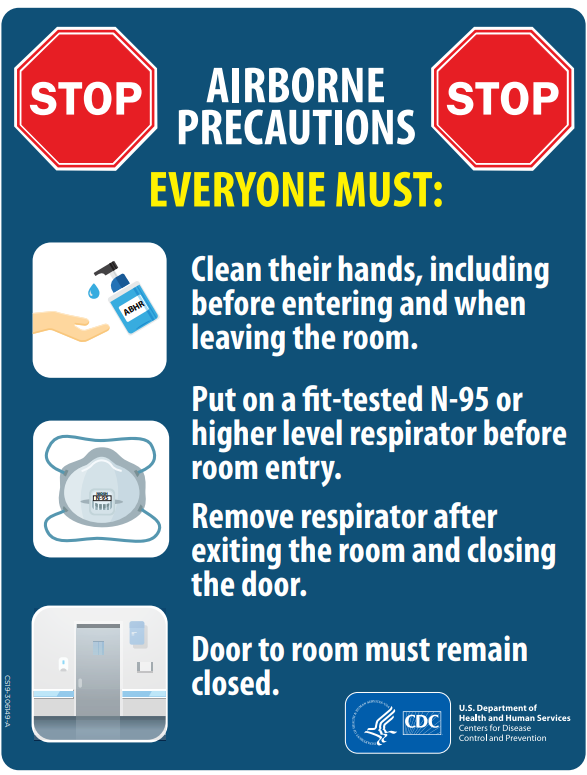 STOP
AIRBORNE
PRECAUTIONS
STOP
EVERYONE MUST:
ABHR
Clean their hands, including
before entering and when
leaving the room.
N-95
Put on a fit-tested N-95 or
higher level respirator before
room entry.
Remove respirator after
exiting the room and closing
the door.
Door to room must remain
closed.
CDC
U.S. Department of
Health and Human Services
Centers for Disease
Control and Prevention
CS19-306149-A